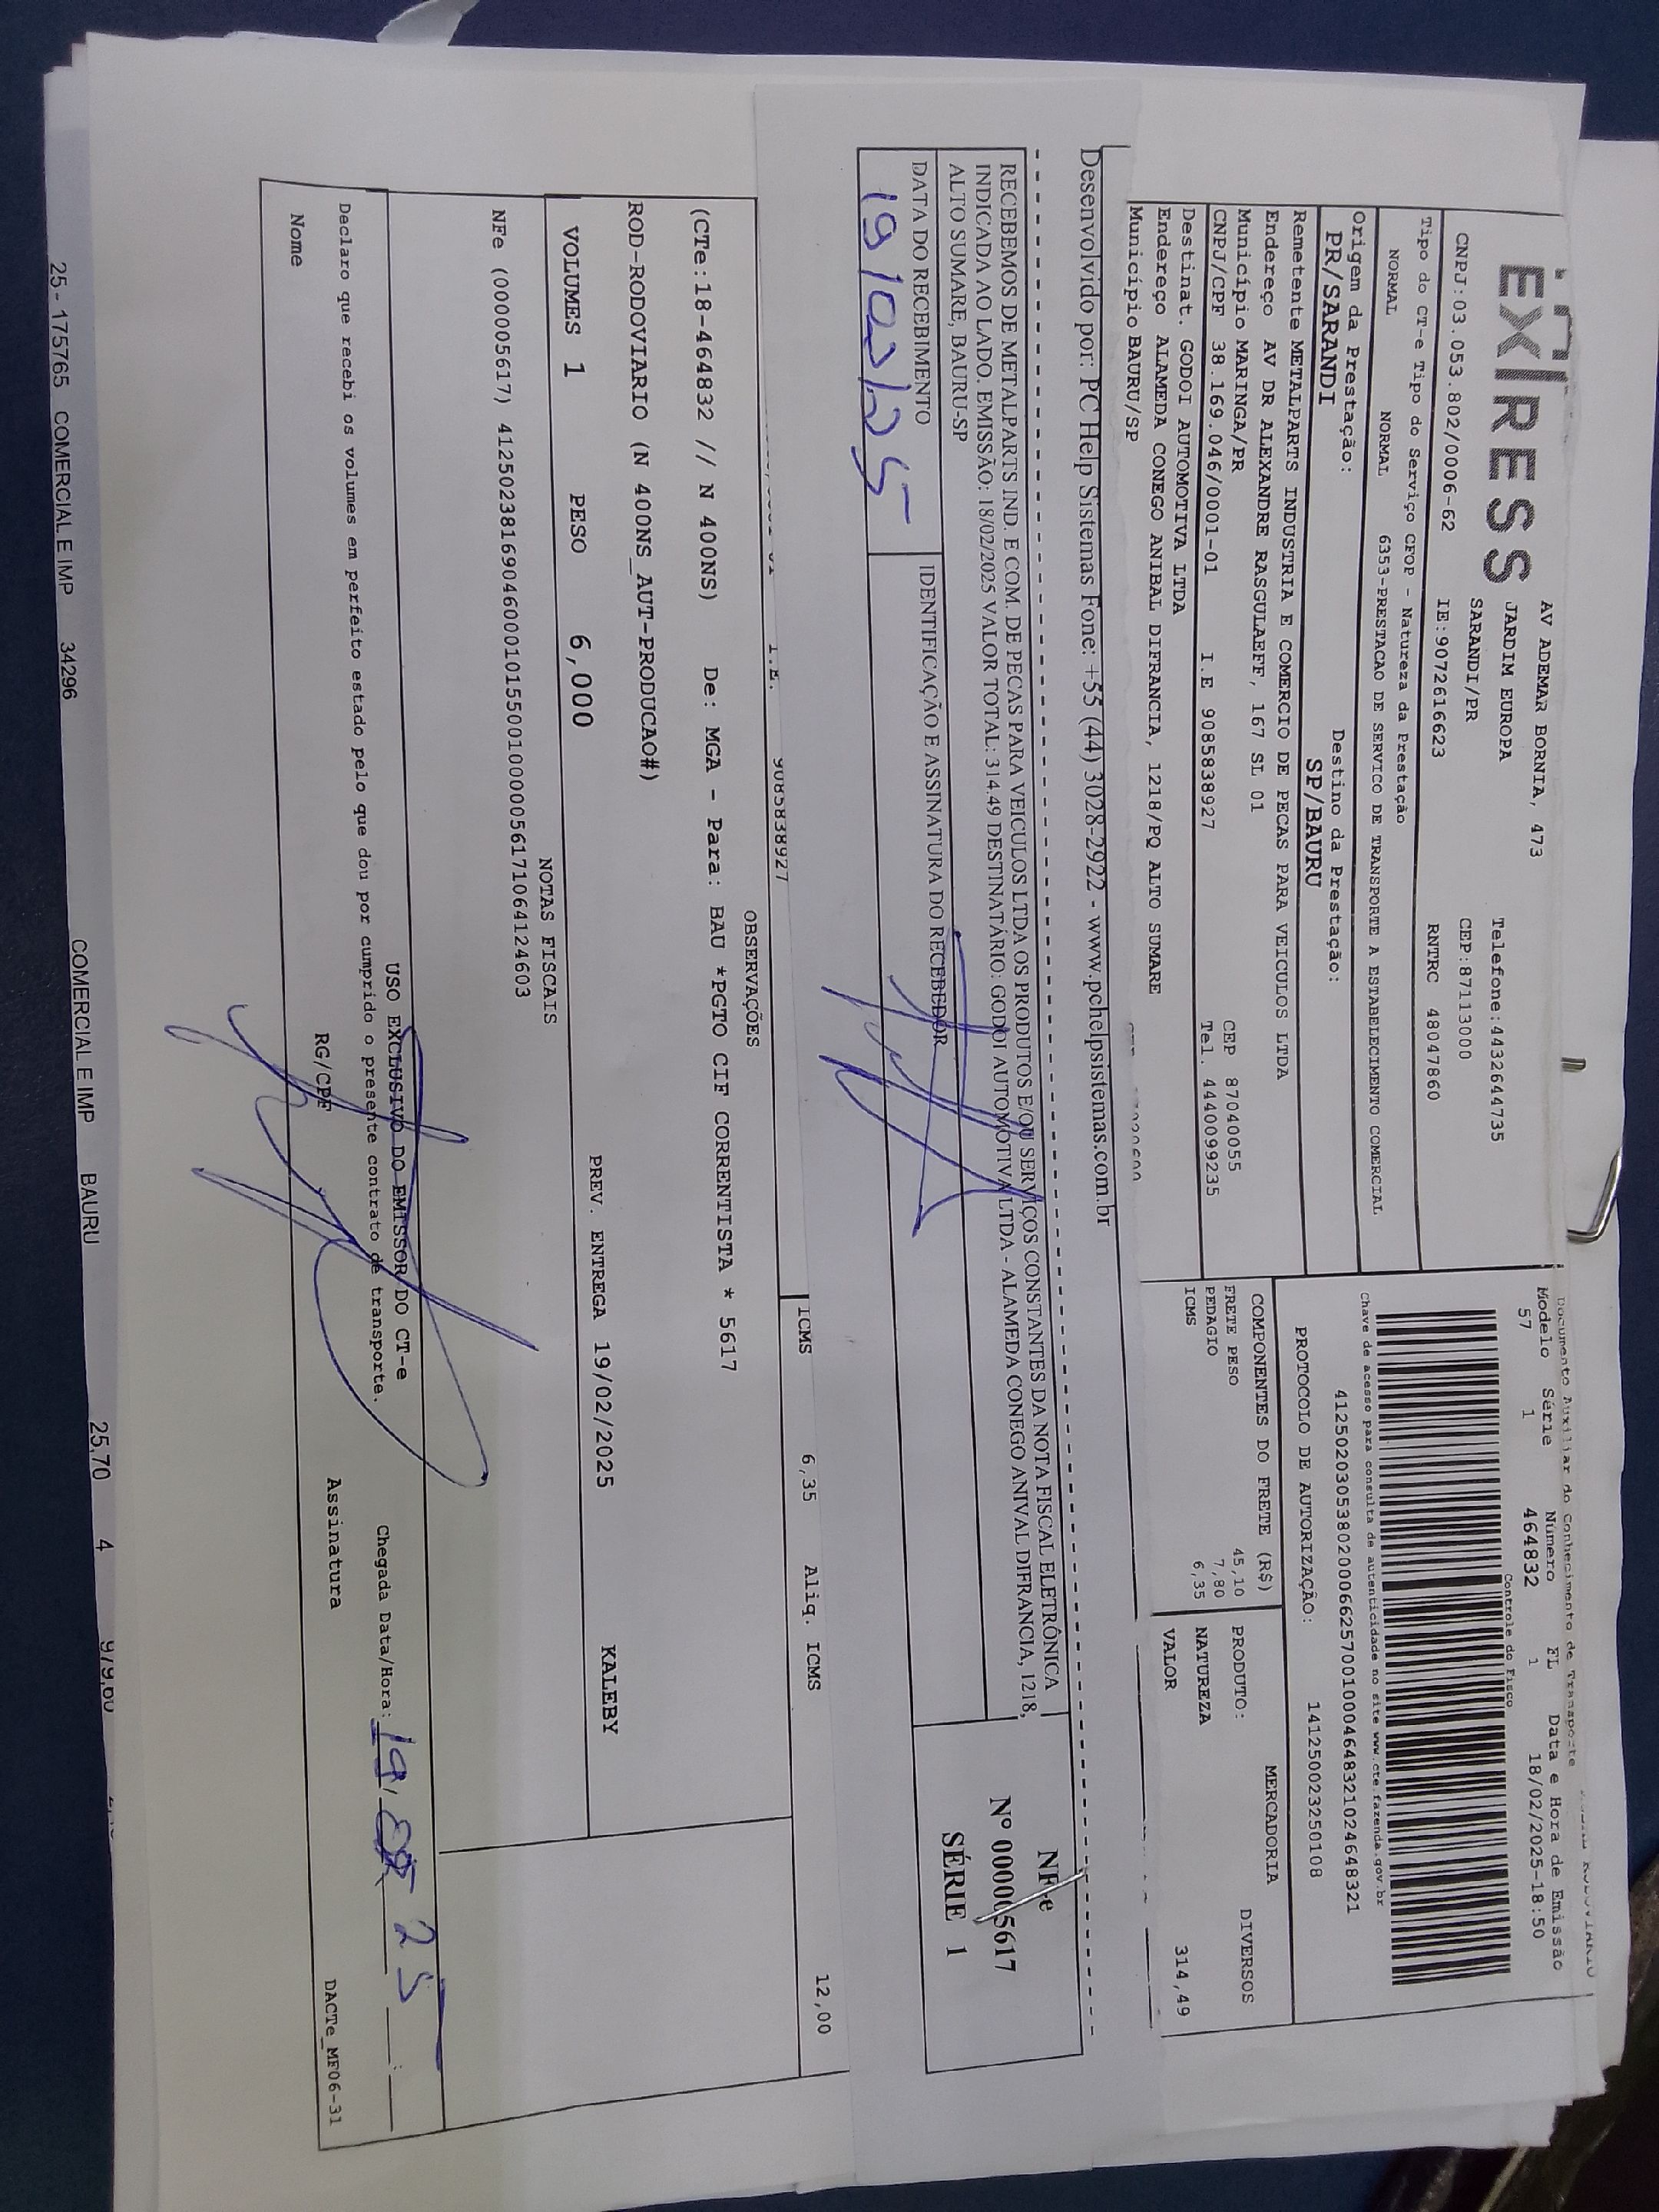 EXPRESS
AV ADEMAR BORNIA, 473
JARDIM EUROPA
SARANDI/PR
Telefone:4432644735
CEP:87113000
CNPJ:03.053.802/0006-62 IE:9072616623 RNTRC 48047860
Tipo do CT-e Tipo do Serviço CFOP - Natureza da Prestação
NORMAL NORMAL 6353-PRESTACAO DE SERVICO DE TRANSPORTE A ESTABELECIMENTO COMERCIAL
Origem da Prestação: Destino da Prestação:
PR/SARANDI SP/BAURU
Remetente METALPARTS INDUSTRIA E COMERCIO DE PECAS PARA VEICULOS LTDA
Endereço AV DR ALEXANDRE RASGULAEFF, 167 SL 01
Município MARINGA/PR CEP 87040055
CNPJ/CPF 38.169.046/0001-01 I.E 9085838927 Tel. 4440099235
Destinat. GODOI AUTOMOTIVA LTDA
Endereço ALAMEDA CONEGO ANIBAL DIFRANCIA, 1218/PQ ALTO SUMARE
Município BAURU/SP
Documento Auxiliar do Conhecimento de Transporte
Modelo Série Número FL Data e Hora de Emissão
57 1 464832 1 18/02/2025-18:50
Controle do Fisco
Chave de acesso para consulta de autenticidade no site www.cte.fazenda.gov.br
41250203053802000662570010004648321024648321
PROTOCOLO DE AUTORIZAÇÃO: 141250023250108
COMPONENTES DO FRETE (R$)
FRETE PESO 45,10
PEDAGIO 7,80
ICMS 6,35
MERCADORIA
PRODUTO: DIVERSOS
NATUREZA
VALOR 314,49
Desenvolvido por: PC Help Sistemas Fone: +55 (44) 3028-2922 - www.pchelpsistemas.com.br
RECEBEMOS DE METALPARTS IND. E COM. DE PECAS PARA VEICULOS LTDA OS PRODUTOS E/OU SERVIÇOS CONSTANTES DA NOTA FISCAL ELETRÔNICA
INDICADA AO LADO. EMISSÃO: 18/02/2025 VALOR TOTAL: 314.49 DESTINATÁRIO: GODOI AUTOMOTIVA LTDA - ALAMEDA CONEGO ANIVAL DIFRANCIA, 1218,
ALTO SUMARE, BAURU-SP
DATA DO RECEBIMENTO IDENTIFICAÇÃO E ASSINATURA DO RECEBEDOR
19/02/25
NF-e
Nº 000005617
SÉRIE 1
I.E. 9085838927
ICMS 6,35 Aliq. ICMS 12,00
OBSERVAÇÕES
(CTe:18-464832 // N 400NS) De: MGA - Para: BAU *PGTO CIF CORRENTISTA * 5617
ROD-RODOVIARIO (N 400NS_AUT-PRODUCAO#)
VOLUMES 1 PESO 6,000 PREV. ENTREGA 19/02/2025 KALEBY
NOTAS FISCAIS
NFe (000005617) 41250238169046000101550010000056171064124603
USO EXCLUSIVO DO EMISSOR DO CT-e
Declaro que recebi os volumes em perfeito estado pelo que dou por cumprido o presente contrato de transporte.
Chegada Data/Hora: 19 25
Nome RG/CPF Assinatura DACTe_MF06-31
25 - 175765 COMERCIAL E IMP 34296 COMERCIAL E IMP BAURU 25,70 4 979,60